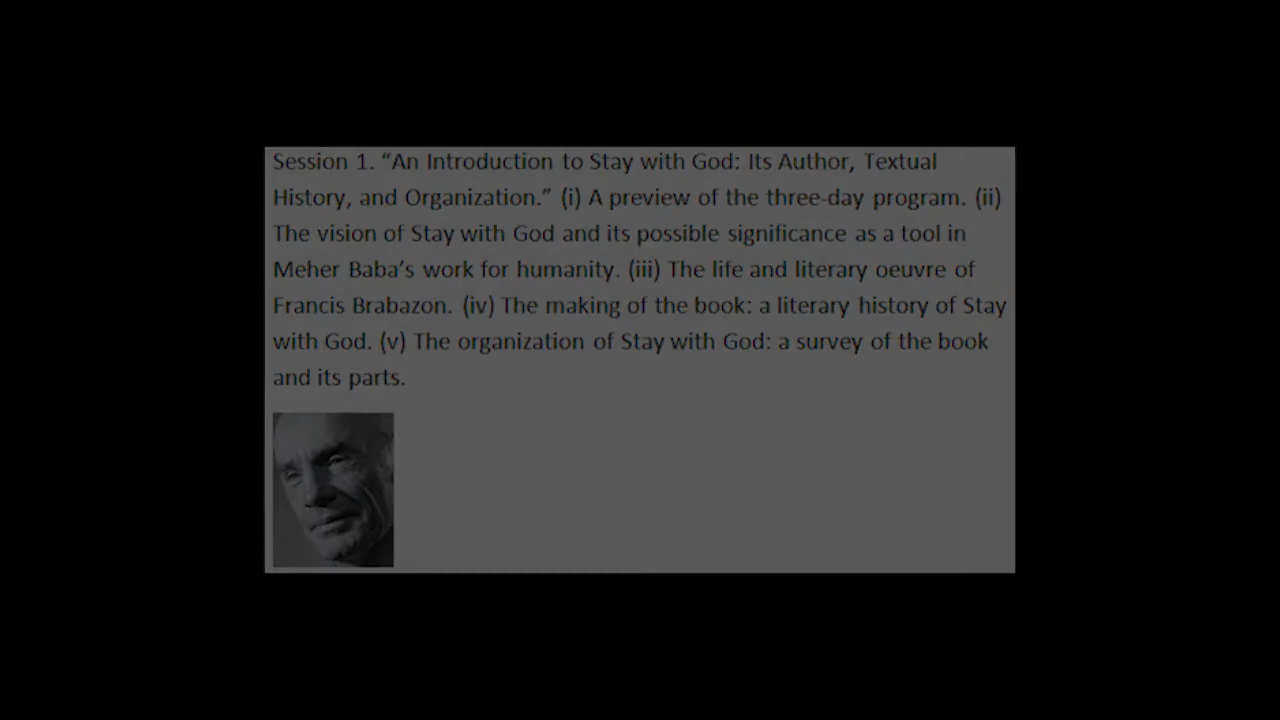 Session 1. “An Introduction to Stay with God: Its Author, Textual
History, and Organization.” (i) A preview of the three-day program. (ii)
The vision of Stay with God and its possible significance as a tool in
Meher Baba’s work for humanity. (iii) The life and literary oeuvre of
Francis Brabazon. (iv) The making of the book: a literary history of Stay
with God. (v) The organization of Stay with God: a survey of the book
and its parts.